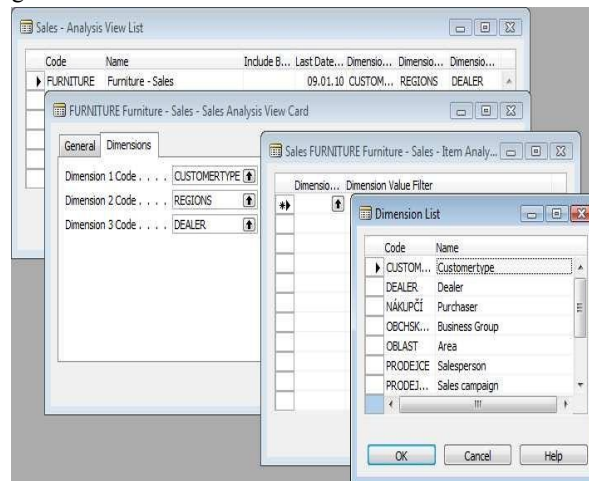 Sales - Analysis View List
Code Name Include B... Last Date... Dimensio... Dimensio... Dimensio...
FURNITURE Furniture - Sales 09.01.10 CUSTOM... REGIONS DEALER
FURNITURE Furniture - Sales - Sales Analysis View Card
General Dimensions
Dimension 1 Code . . . . CUSTOMERTYPE
Dimension 2 Code . . . . REGIONS
Dimension 3 Code . . . . DEALER
Sales FURNITURE Furniture - Sales - Item Analy...
Dimensio... Dimension Value Filter
Dimension List
Code Name
CUSTOM... Customertype
DEALER Dealer
NÁKUPČÍ Purchaser
OBCHSK... Business Group
OBLAST Area
PRODEJCE Salesperson
PRODEJ... Sales campaign
OK Cancel Help